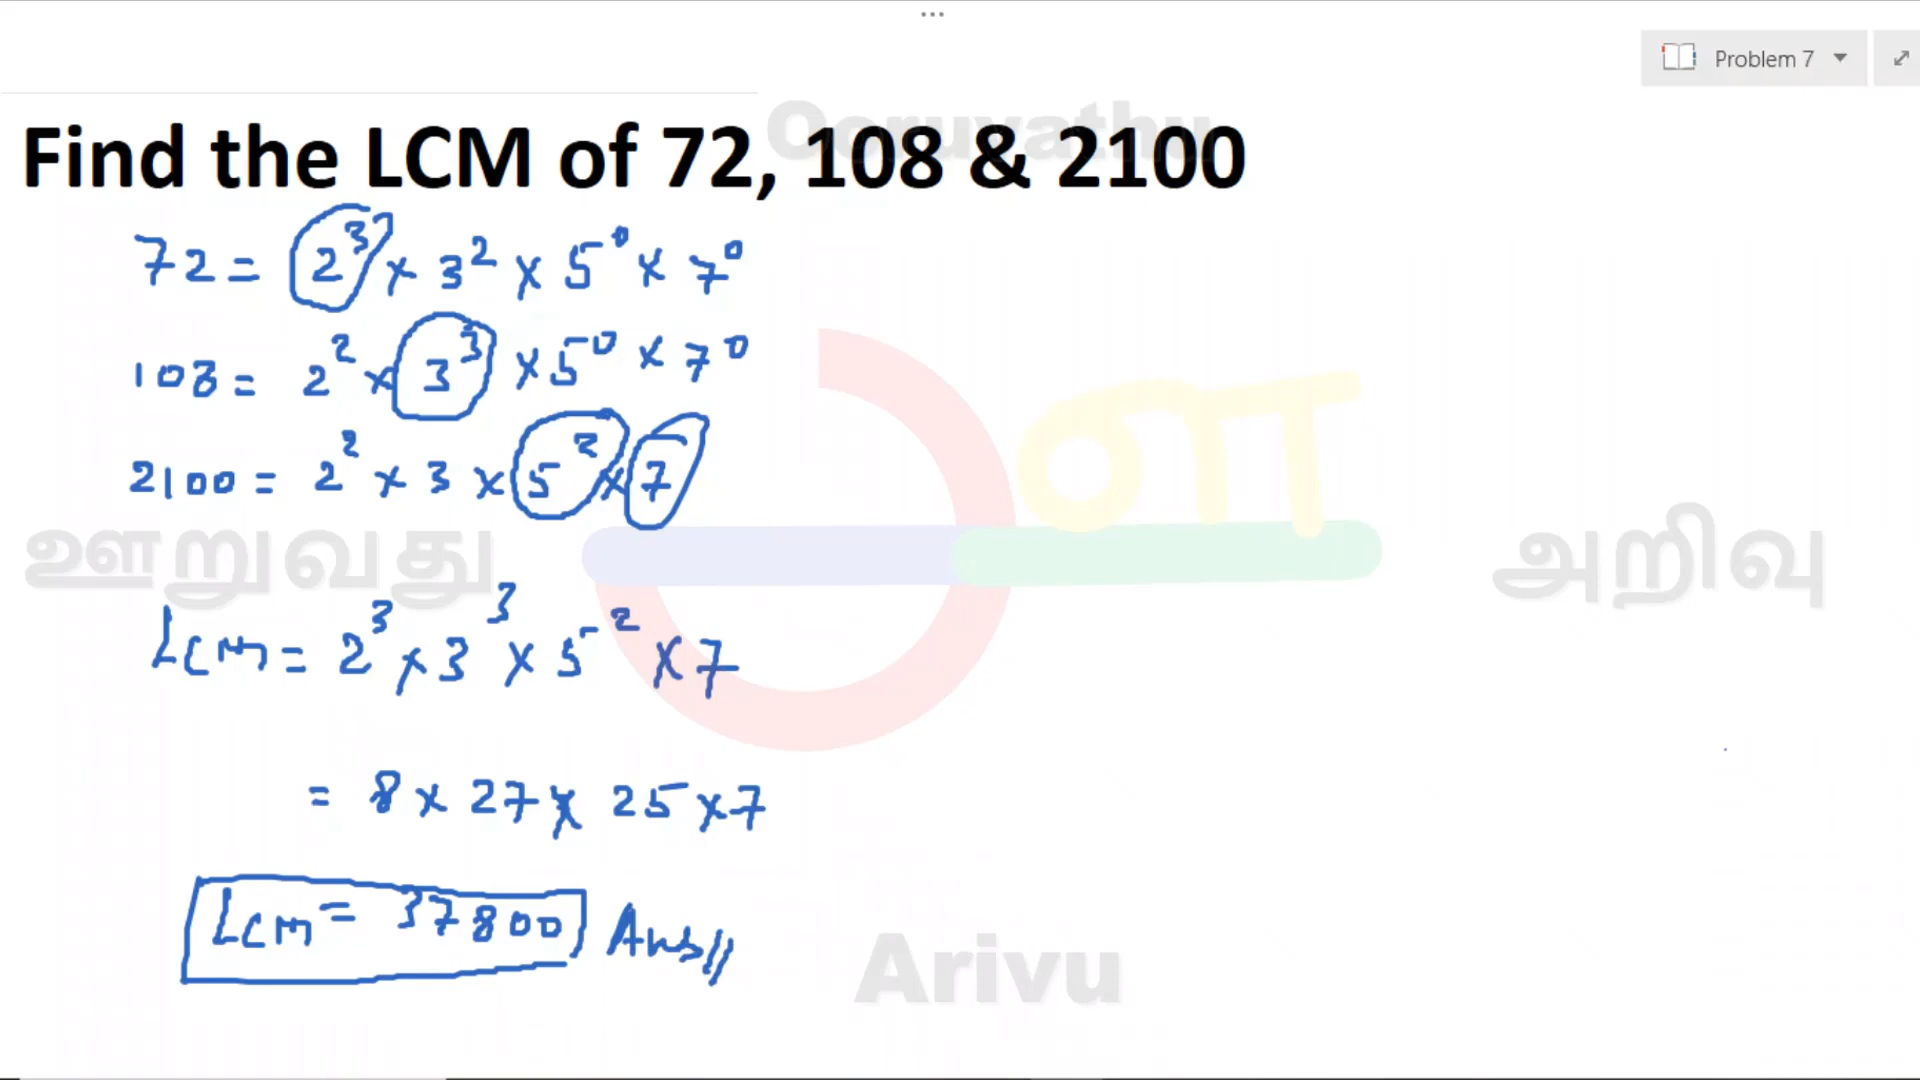 ...
Problem 7
Ooruvathu
Find the LCM of 72, 108 & 2100
72 = 2³ × 3² × 5⁰ × 7⁰
108 = 2² × 3³ × 5⁰ × 7⁰
2100 = 2² × 3 × 5² × 7
ஊறுவது
ளு
அறிவு
LCM = 2³ × 3³ × 5² × 7
= 8 × 27 × 25 × 7
LCM = 37800 Ans//
Arivu